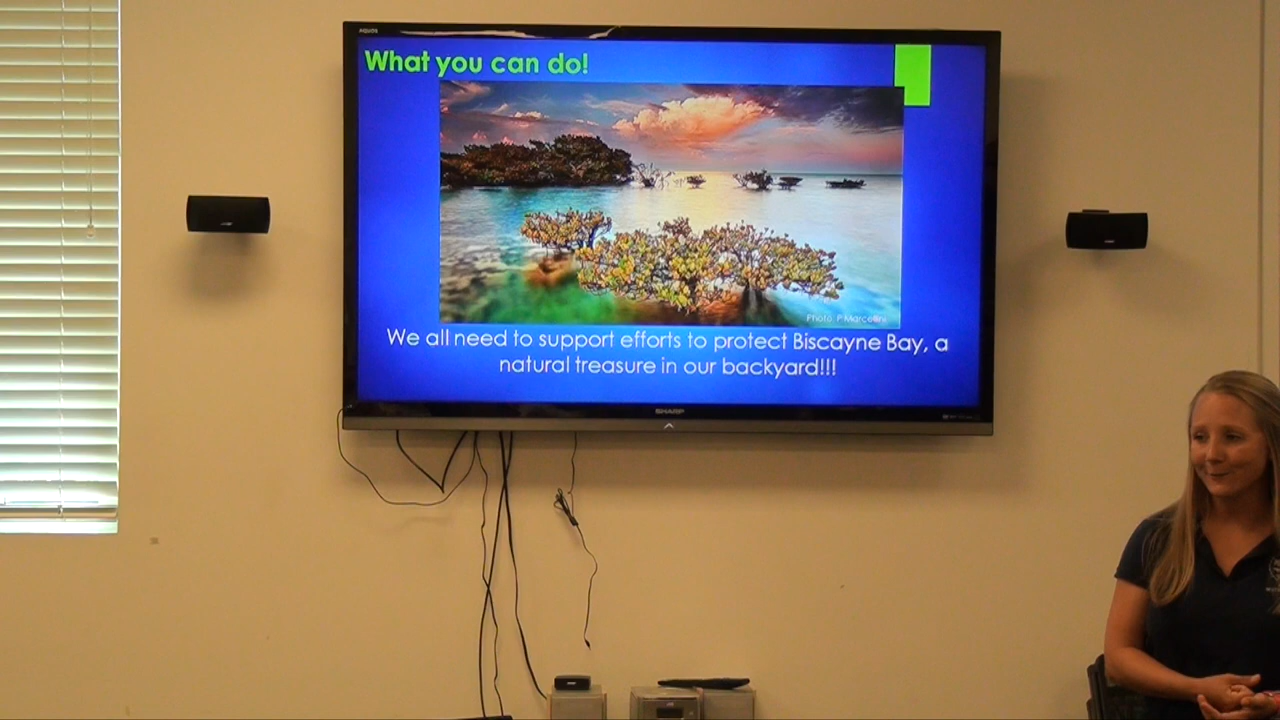 What you can do!
Photo: P Marcellini
We all need to support efforts to protect Biscayne Bay, a
natural treasure in our backyard!!!
SHARP